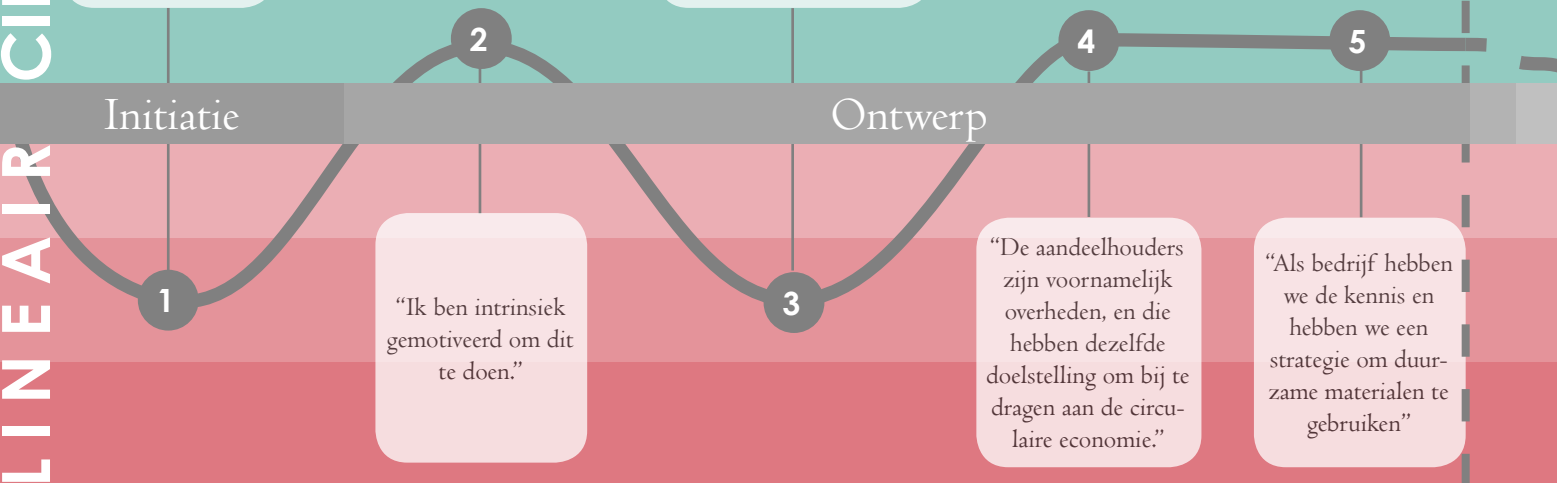 CI
LINEAIR
2
4
5
Initiatie
Ontwerp
1
3
“Ik ben intrinsiek
gemotiveerd om dit
te doen.”
“De aandeelhouders
zijn voornamelijk
overheden, en die
hebben dezelfde
doelstelling om bij te
dragen aan de circu-
laire economie.”
“Als bedrijf hebben
we de kennis en
hebben we een
strategie om duur-
zame materialen te
gebruiken”